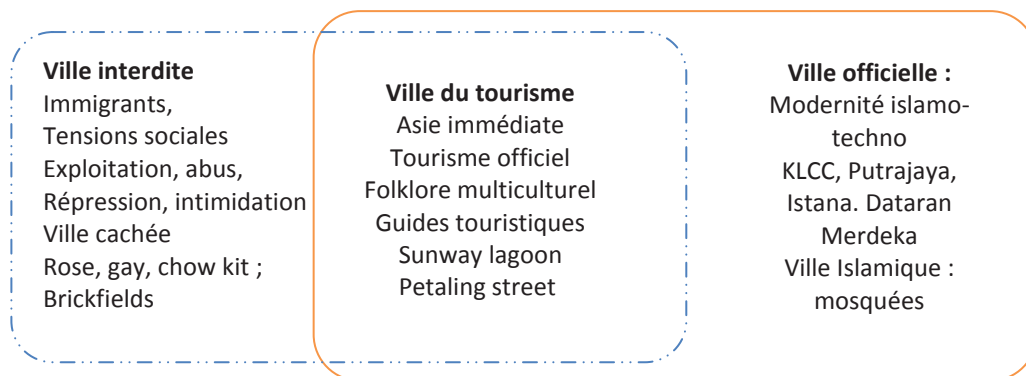 Ville interdite
Immigrants,
Tensions sociales
Exploitation, abus,
Répression, intimidation
Ville cachée
Rose, gay, chow kit ;
Brickfields
Ville du tourisme
Asie immédiate
Tourisme officiel
Folklore multiculturel
Guides touristiques
Sunway lagoon
Petaling street
Ville officielle :
Modernité islamo-
techno
KLCC, Putrajaya,
Istana. Dataran
Merdeka
Ville Islamique :
mosquées